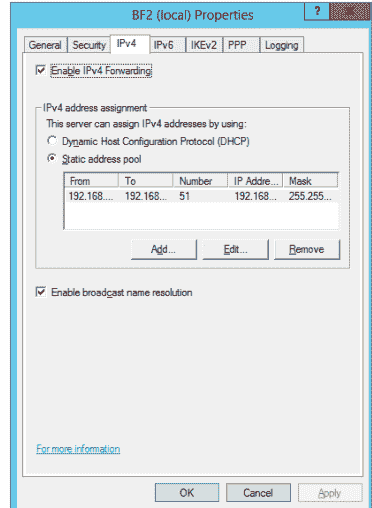 BF2 (local) Properties
?
General Security IPv4 IPv6 IKEv2 PPP Logging
Enable IPv4 Forwarding
IPv4 address assignment
This server can assign IPv4 addresses by using:
Dynamic Host Configuration Protocol (DHCP)
Static address pool
From To Number IP Addre... Mask
192.168.... 192.168... 51 192.168... 255.255...
Add... Edit... Remove
Enable broadcast name resolution
For more information
OK Cancel Apply